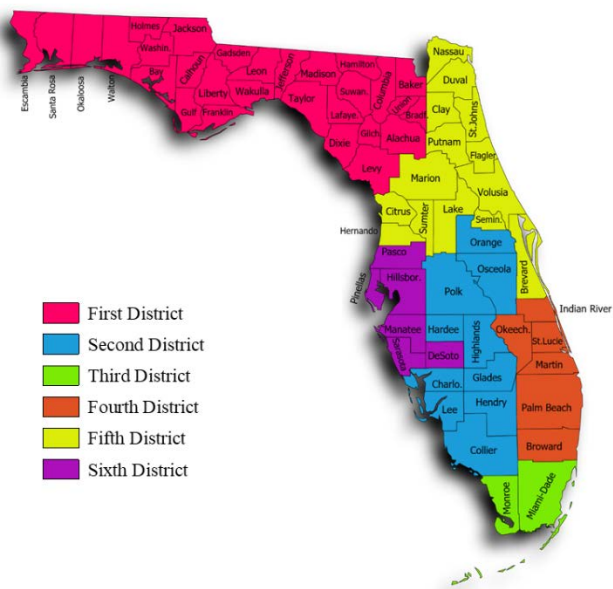 Holmes
Jackson
Washin.
Bay
Calhoun
Gadsden
Liberty
Gulf
Franklin
Leon
Wakulla
Jefferson
Madison
Taylor
Hamilton
Suwan.
Lafaye.
Columbia
Baker
Union
Bradf.
Dixie
Gilch
Alachua
Levy
Escambia
Santa Rosa
Okaloosa
Walton
Nassau
Duval
Clay
St.Johns
Putnam
Flagler
Marion
Volusia
Citrus
Sumter
Lake
Semin.
Hernando
Orange
Brevard
Pasco
Osceola
Pinellas
Hillsbor.
Polk
Indian River
Manatee
Hardee
Highlands
Okeech.
St.Lucie
Sarasota
DeSoto
Martin
Charlo.
Glades
Lee
Hendry
Palm Beach
Collier
Broward
Monroe
Miami-Dade
First District
Second District
Third District
Fourth District
Fifth District
Sixth District